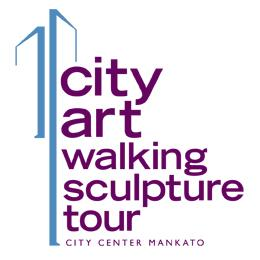 city
art
walking
sculpture
tour
CITY CENTER MANKATO